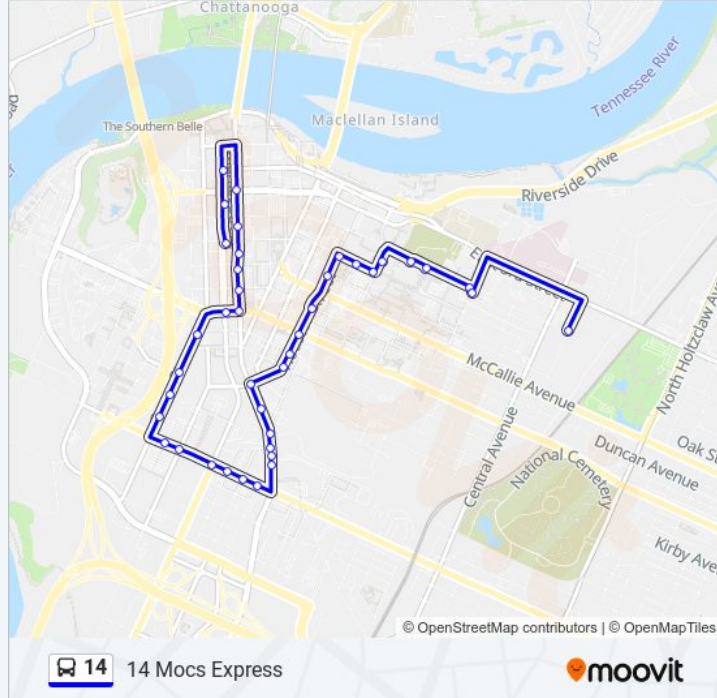 Chattanooga
Tennessee River
The Southern Belle
Maclellan Island
Riverside Drive
McCallie Avenue
North Holtzclaw Av
Duncan Avenue
Oak St
Central Avenue
National Cemetery
Kirby Ave
© OpenStreetMap contributors | © OpenMapTiles
14 14 Mocs Express
moovit